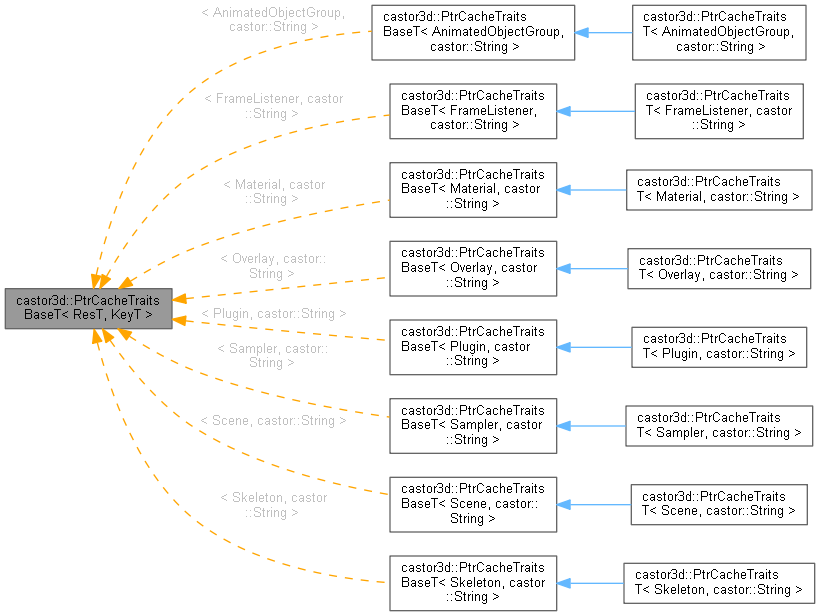 < AnimatedObjectGroup,
castor::String >
castor3d::PtrCacheTraits
BaseT< AnimatedObjectGroup,
castor::String >
castor3d::PtrCacheTraits
T< AnimatedObjectGroup,
castor::String >
< FrameListener, castor
::String >
castor3d::PtrCacheTraits
BaseT< FrameListener,
castor::String >
castor3d::PtrCacheTraits
T< FrameListener, castor
::String >
< Material, castor
::String >
castor3d::PtrCacheTraits
BaseT< Material, castor
::String >
castor3d::PtrCacheTraits
T< Material, castor::String >
< Overlay, castor::
String >
castor3d::PtrCacheTraits
BaseT< Overlay, castor
::String >
castor3d::PtrCacheTraits
T< Overlay, castor::String >
castor3d::PtrCacheTraits
BaseT< ResT, KeyT >
< Plugin, castor::String >
castor3d::PtrCacheTraits
BaseT< Plugin, castor
::String >
castor3d::PtrCacheTraits
T< Plugin, castor::String >
< Sampler, castor::
String >
castor3d::PtrCacheTraits
BaseT< Sampler, castor
::String >
castor3d::PtrCacheTraits
T< Sampler, castor::String >
< Scene, castor::String >
castor3d::PtrCacheTraits
BaseT< Scene, castor::
String >
castor3d::PtrCacheTraits
T< Scene, castor::String >
< Skeleton, castor
::String >
castor3d::PtrCacheTraits
BaseT< Skeleton, castor
::String >
castor3d::PtrCacheTraits
T< Skeleton, castor::String >